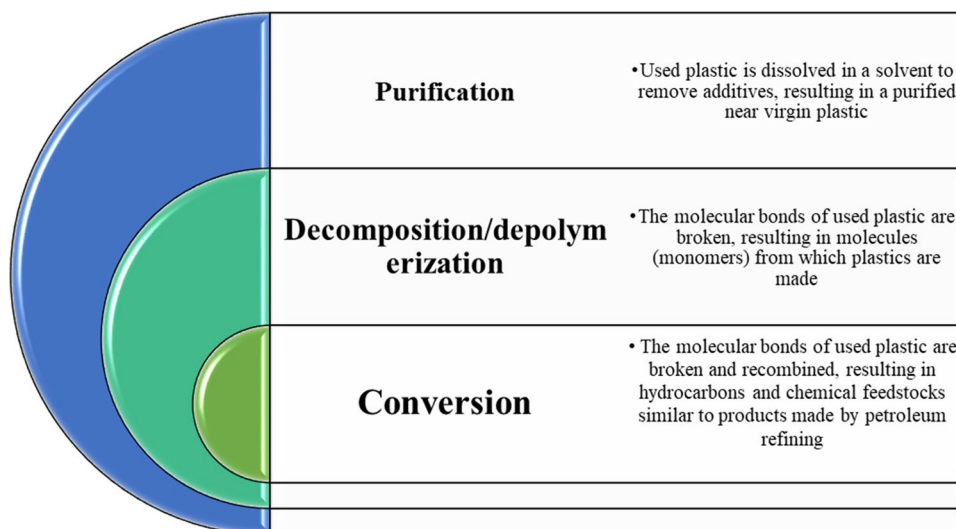 Purification
•Used plastic is dissolved in a solvent to
remove additives, resulting in a purified
near virgin plastic
Decomposition/depolym
erization
•The molecular bonds of used plastic are
broken, resulting in molecules
(monomers) from which plastics are
made
Conversion
• The molecular bonds of used plastic are
broken and recombined, resulting in
hydrocarbons and chemical feedstocks
similar to products made by petroleum
refining